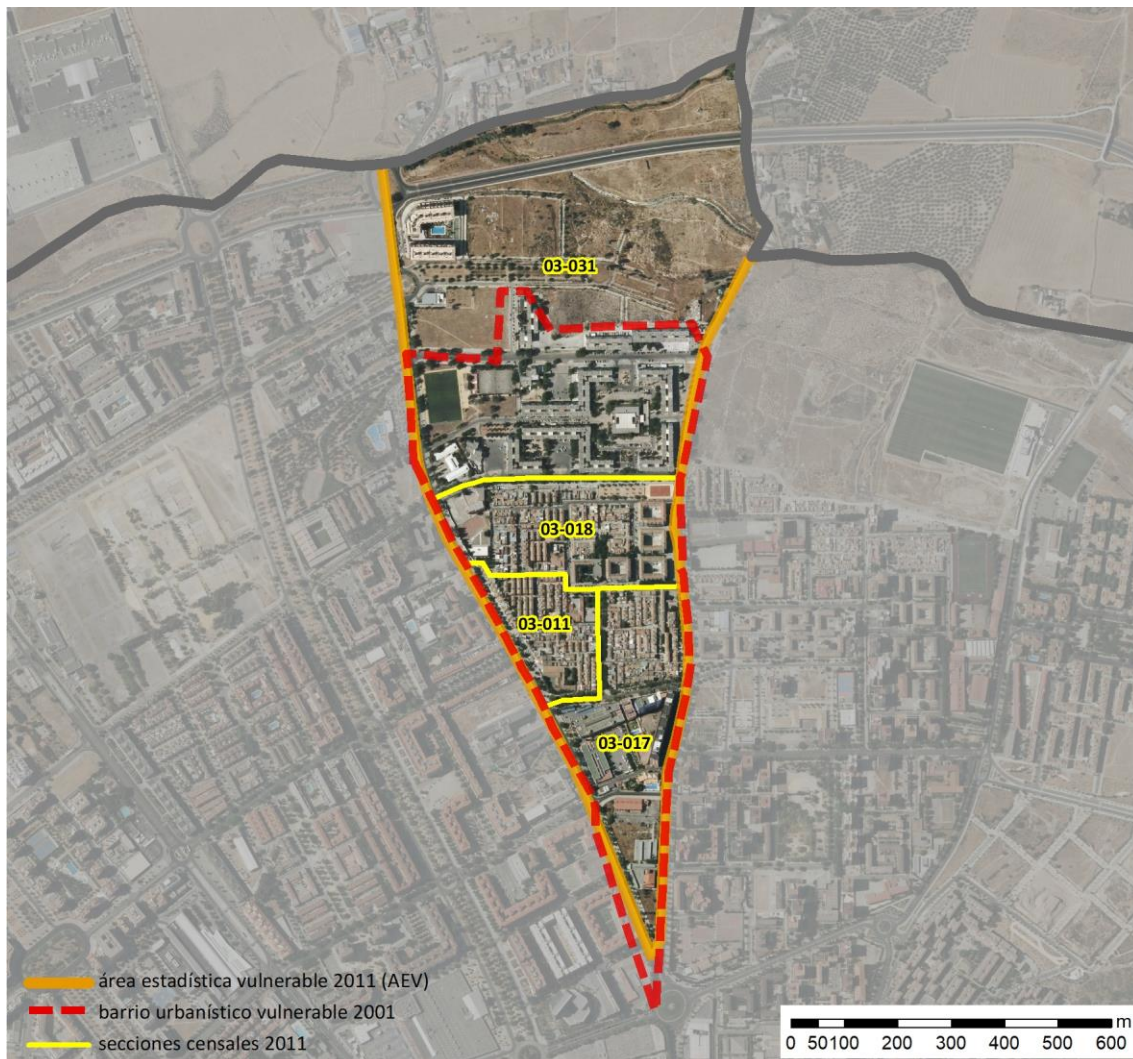 03-031
03-018
03-011
03-017
área estadística vulnerable 2011 (AEV)
barrio urbanístico vulnerable 2001
secciones censales 2011
m
0 50100 200 300 400 500 600